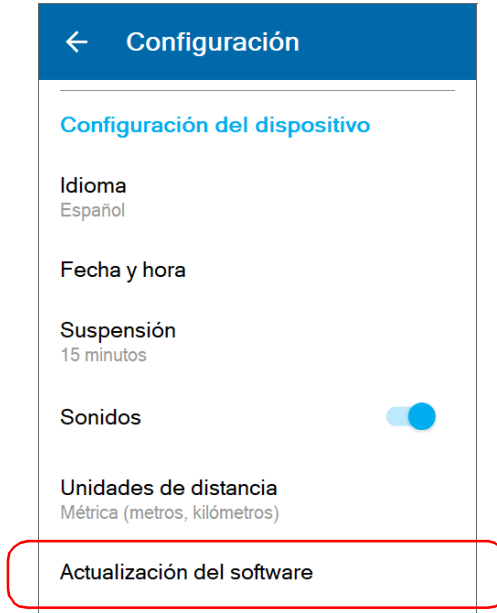 Configuración
Configuración del dispositivo
Idioma
Español
Fecha y hora
Suspensión
15 minutos
Sonidos
Unidades de distancia
Métrica (metros, kilómetros)
Actualización del software